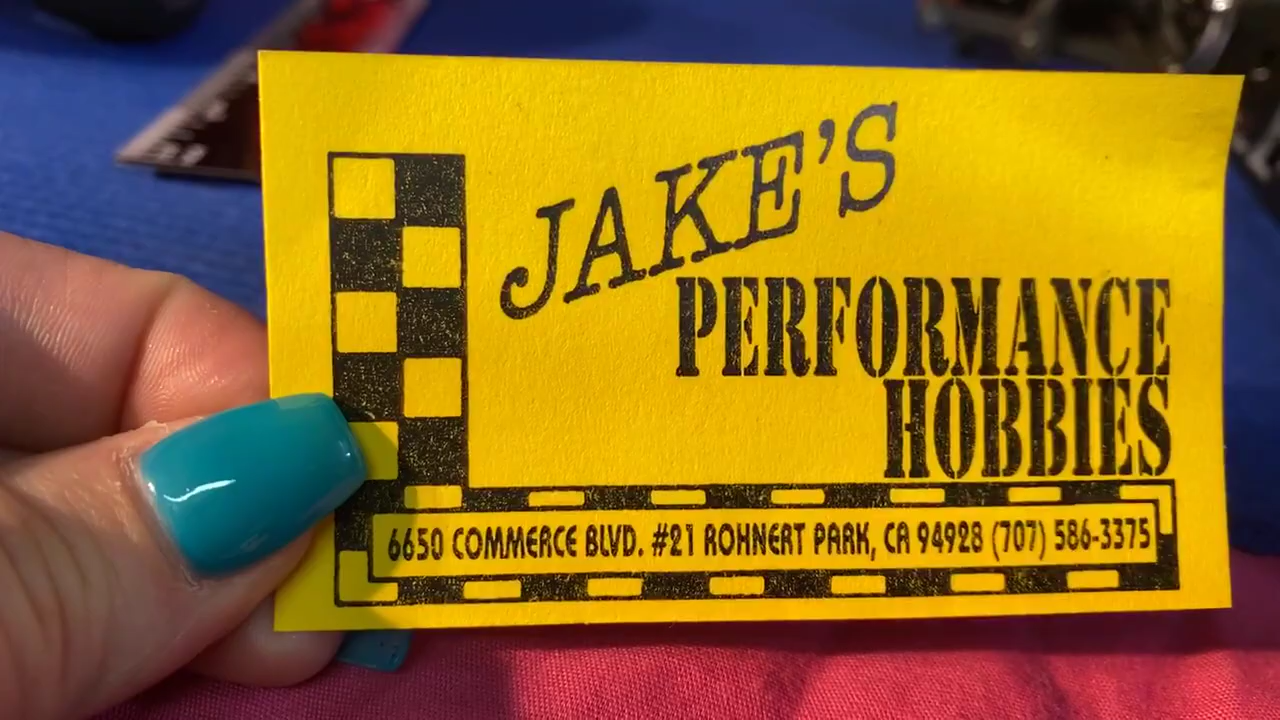 JAKE'S
PERFORMANCE
HOBBIES
6650 COMMERCE BLVD. #21 ROHNERT PARK, CA 94928 (707) 586-3375